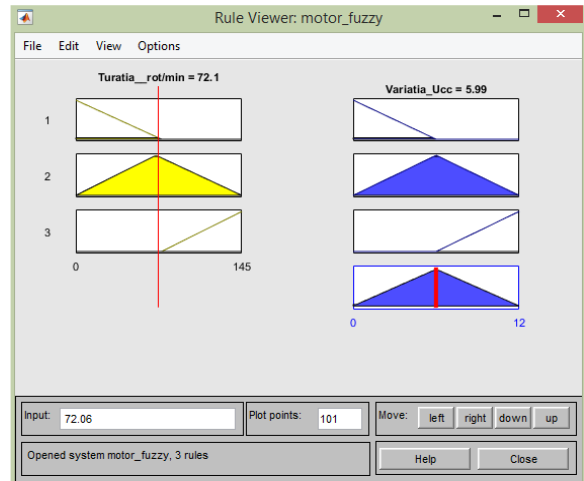 Rule Viewer: motor_fuzzy
File Edit View Options
Turatia__rot/min = 72.1
Variatia_Ucc = 5.99
1
2
3
0 145
0 12
Input: 72.06 Plot points: 101 Move: left right down up
Opened system motor_fuzzy, 3 rules Help Close